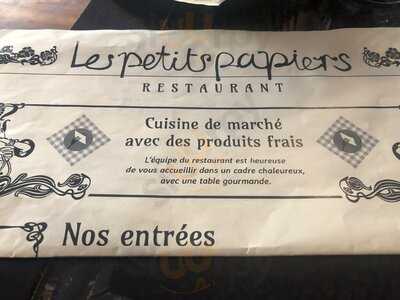 Les petits papiers
RESTAURANT
Cuisine de marché
avec des produits frais
L'équipe du restaurant est heureuse
de vous accueillir dans un cadre chaleureux,
avec une table gourmande.
Nos entrées